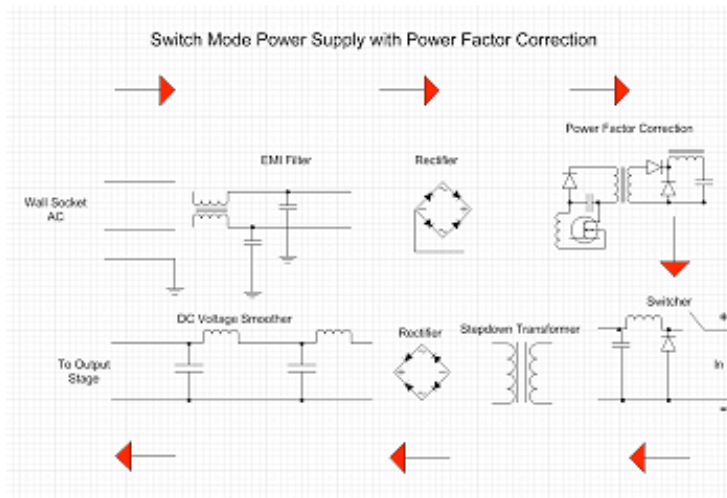 Switch Mode Power Supply with Power Factor Correction
Power Factor Correction
EMI Filter
Rectifier
Wall Socket
AC
Switcher
DC Voltage Smoother
Rectifier
Stepdown Transformer
+
To Output
Stage
In
-